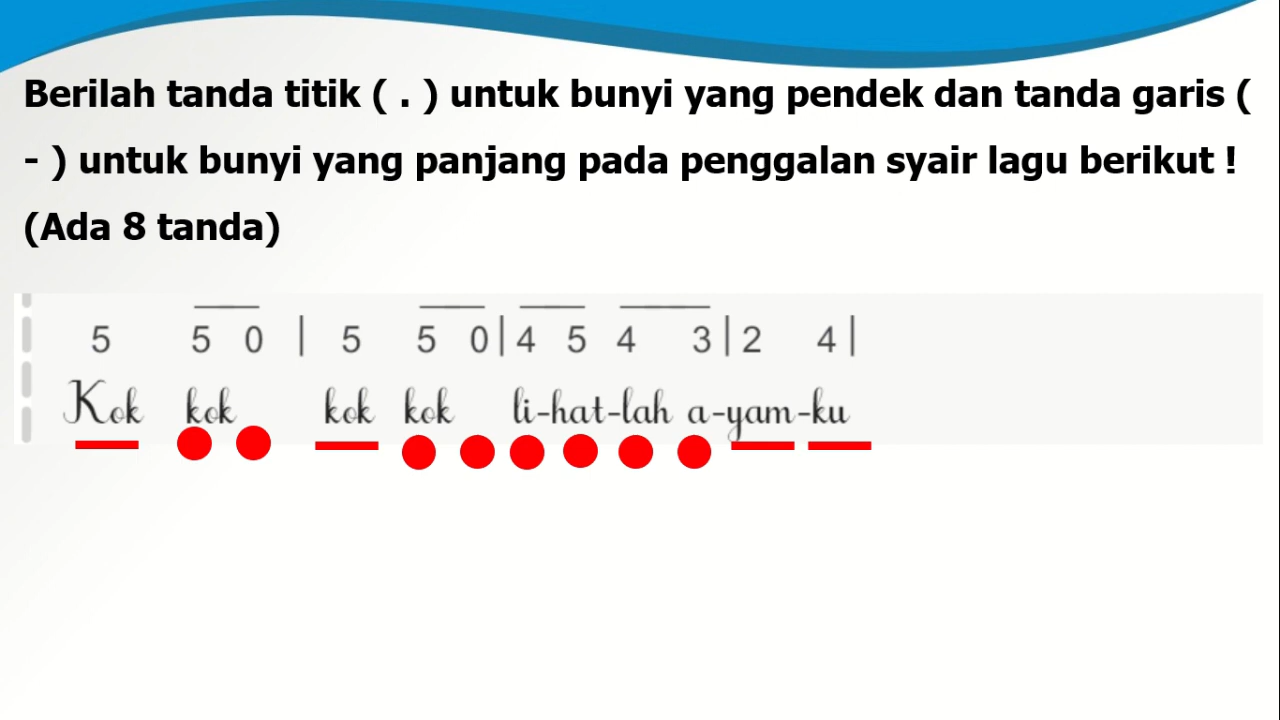 Berilah tanda titik ( . ) untuk bunyi yang pendek dan tanda garis (
- ) untuk bunyi yang panjang pada penggalan syair lagu berikut !
(Ada 8 tanda)
5 5 0 | 5 5 0 | 4 5 4 3 | 2 4 |
Kok kok kok kok li-hat-lah a-yam-ku